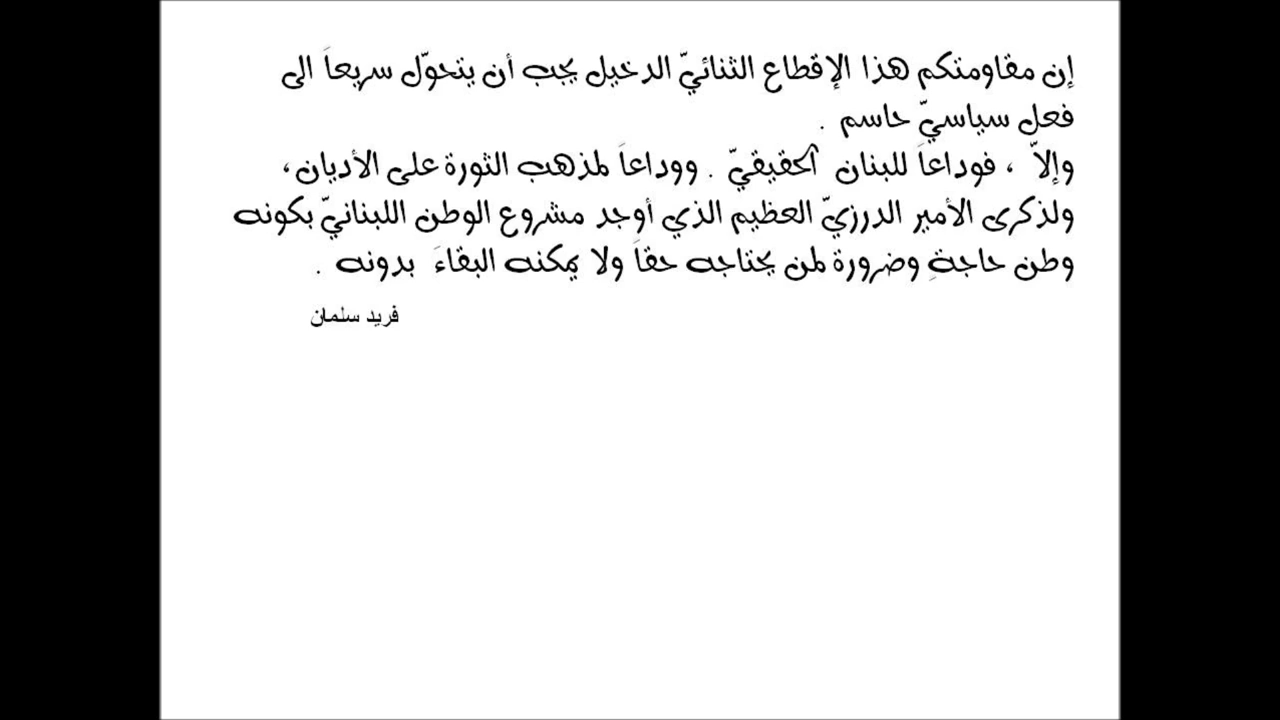 إن مقاومتكم هذا الإقطاع الثنائيّ الدخيل يجب أن يتحوّل سريعاَ الى
فعل سياسيّ حاسم .
وإلاّ ، فوداعاَ للبنان الحقيقيّ . ووداعاَ لمذهب الثورة على الأديان،
ولذكرى الأمير الدرزيّ العظيم الذي أوجد مشروع الوطن اللبنانيّ بكونه
وطن حاجةِ وضرورة لمن يحتاجه حقاَ ولا يمكنه البقاءَ بدونه .
فريد سلمان